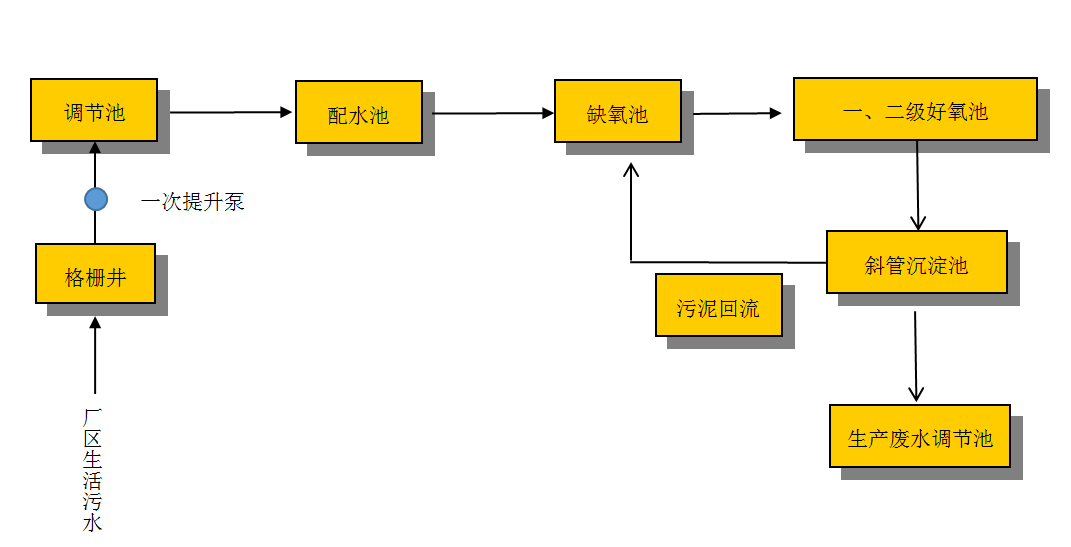 调节池
配水池
缺氧池
一、二级好氧池
一次提升泵
格栅井
斜管沉淀池
污泥回流
生产废水调节池
厂区生活污水